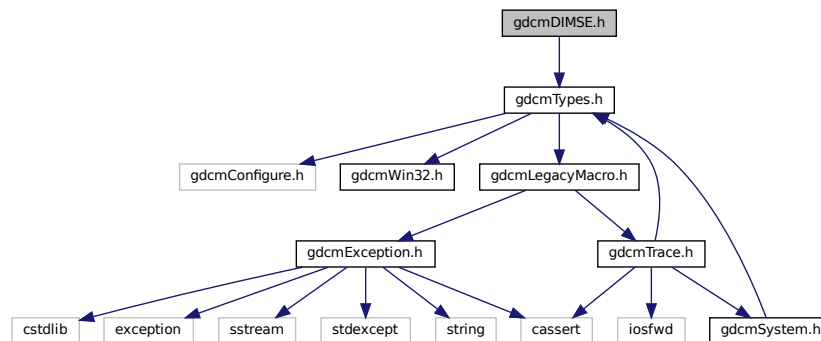 gdcmDIMSE.h
gdcmTypes.h
gdcmConfigure.h
gdcmWin32.h
gdcmLegacyMacro.h
gdcmException.h
gdcmTrace.h
cstdlib
exception
sstream
stdexcept
string
cassert
iosfwd
gdcmSystem.h